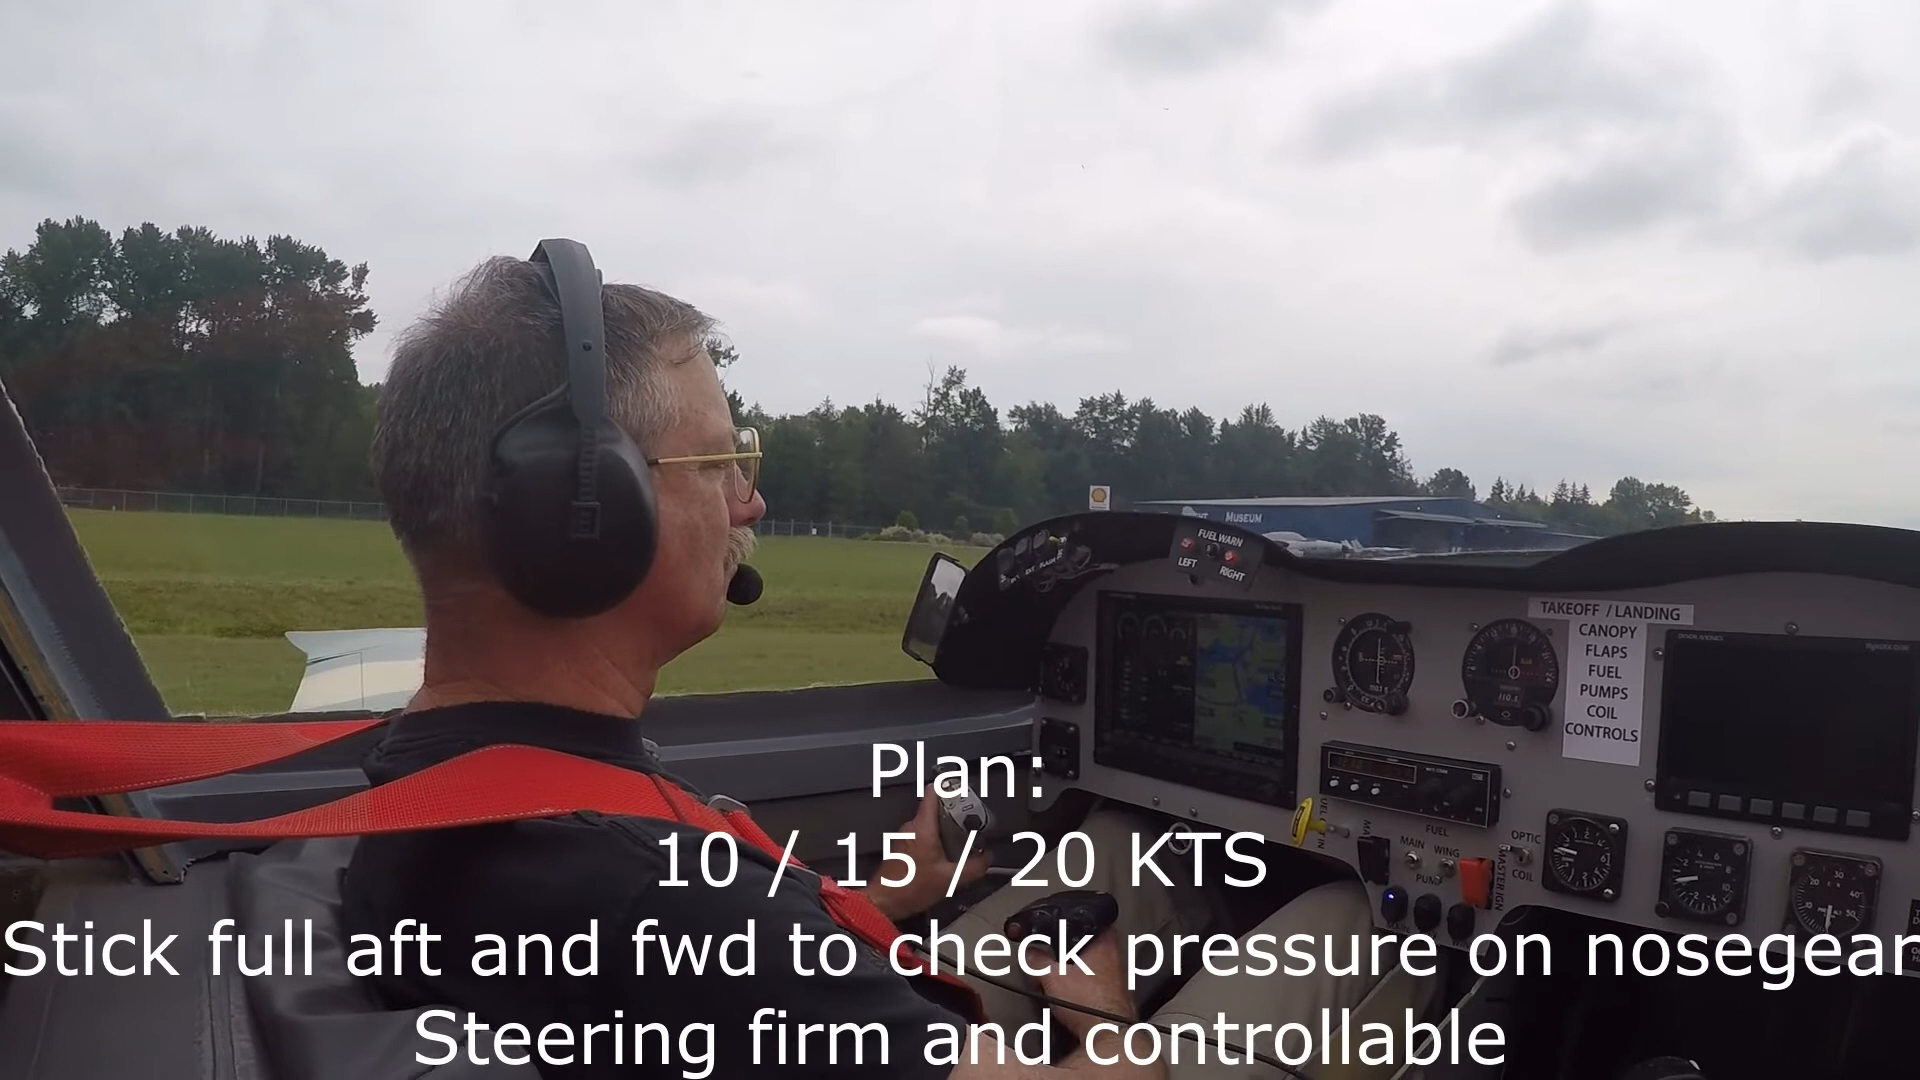 MUSEUM
FUEL WARN
LEFT
RIGHT
TAKEOFF / LANDING
CANOPY
FLAPS
FUEL
PUMPS
COIL
CONTROLS
FUEL
MAIN WING
PUMP
OPTIC
COIL
Plan:
10 / 15 / 20 KTS
Stick full aft and fwd to check pressure on nosegear
Steering firm and controllable